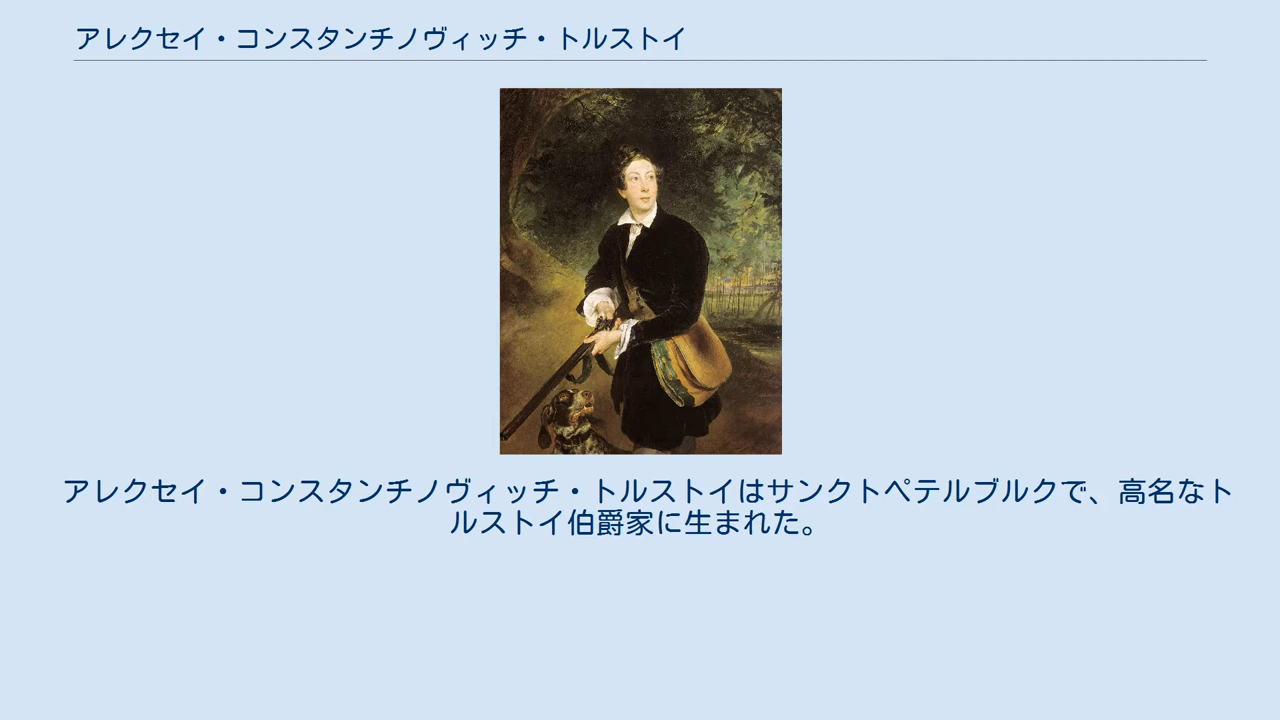 アレクセイ・コンスタンチノヴィッチ・トルストイ
アレクセイ・コンスタンチノヴィッチ・トルストイはサンクトペテルブルクで、高名なト
ルストイ伯爵家に生まれた。